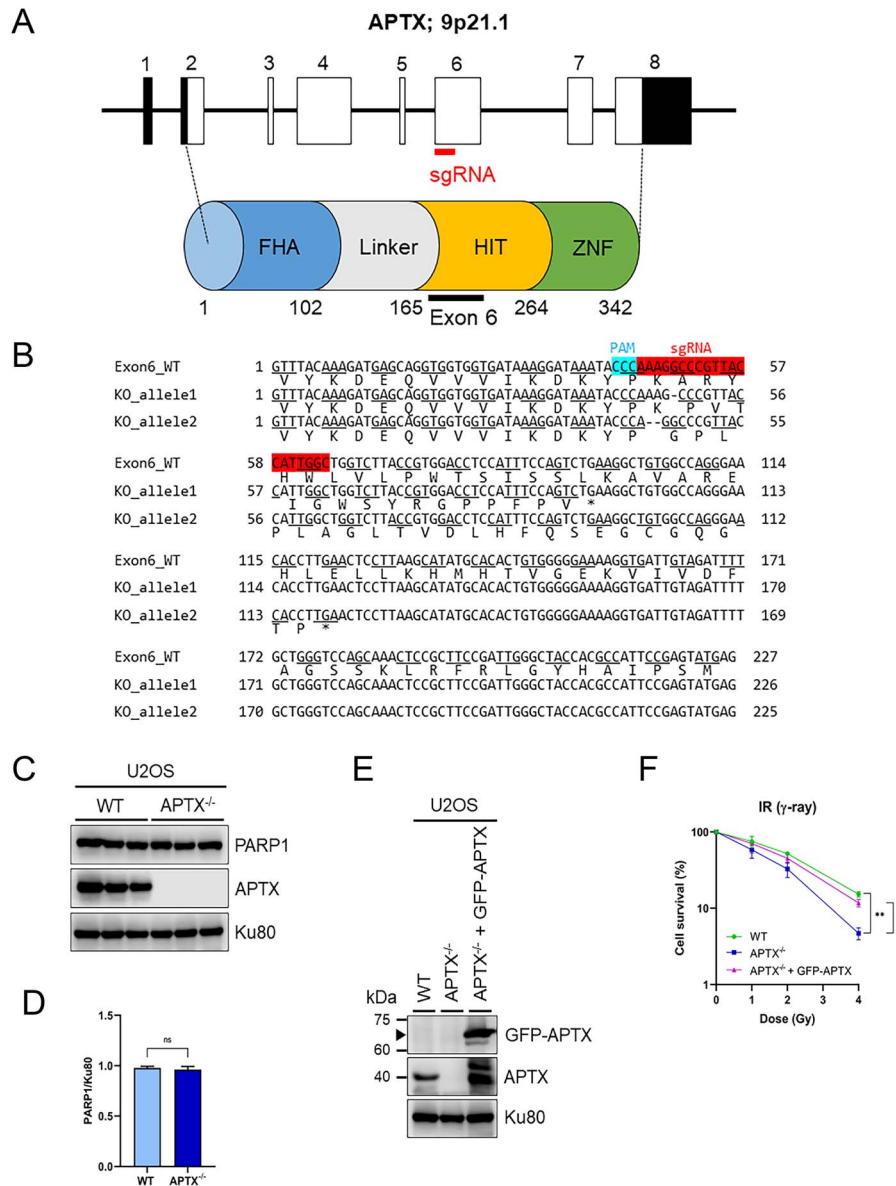 A
APTX; 9p21.1
1 2 3 4 5 6 7 8
sgRNA
FHA Linker HIT ZNF
1 102 165 264 342
Exon 6
B
PAM sgRNA
Exon6_WT 1 GTTTACAAAGATGAGCAGGTGGTGGTGATAAAGGATAAATACCCAAAGGCCCGTTAC 57
V Y K D E Q V V V I K D K Y P K A R Y
KO_allele1 1 GTTTACAAAGATGAGCAGGTGGTGGTGATAAAGGATAAATACCCAAAG-CCCGTTAC 56
V Y K D E Q V V V I K D K Y P K P V T
KO_allele2 1 GTTTACAAAGATGAGCAGGTGGTGGTGATAAAGGATAAATACCCA--GGCCCGTTAC 55
V Y K D E Q V V V I K D K Y P G P L
Exon6_WT 58 CATTGGCTGGTCTTACCGTGGACCTCCATTTCCAGTCTGAAGGCTGTGGCCAGGGAA 114
H W L V L P W T S I S S L K A V A R E
KO_allele1 57 CATTGGCTGGTCTTACCGTGGACCTCCATTTCCAGTCTGAAGGCTGTGGCCAGGGAA 113
I G W S Y R G P P F P V *
KO_allele2 56 CATTGGCTGGTCTTACCGTGGACCTCCATTTCCAGTCTGAAGGCTGTGGCCAGGGAA 112
P L A G L T V D L H F Q S E G C G Q G
Exon6_WT 115 CACCTTGAACTCCTTAAGCATATGCACACTGTGGGGGAAAAGGTGATTGTAGATTTT 171
H L E L L K H M H T V G E K V I V D F
KO_allele1 114 CACCTTGAACTCCTTAAGCATATGCACACTGTGGGGGAAAAGGTGATTGTAGATTTT 170
KO_allele2 113 CACCTTGAACTCCTTAAGCATATGCACACTGTGGGGGAAAAGGTGATTGTAGATTTT 169
T P *
Exon6_WT 172 GCTGGGTCCAGCAAACTCCGCTTCCGATTGGGCTACCACGCCATTCCGAGTATGAG 227
A G S S K L R F R L G Y H A I P S M
KO_allele1 171 GCTGGGTCCAGCAAACTCCGCTTCCGATTGGGCTACCACGCCATTCCGAGTATGAG 226
KO_allele2 170 GCTGGGTCCAGCAAACTCCGCTTCCGATTGGGCTACCACGCCATTCCGAGTATGAG 225
C
U2OS
WT APTX-/-
PARP1
APTX
Ku80
D
PARP1/Ku80
1.5
1.0
0.5
0.0
ns
WT APTX-/-
E
U2OS
WT
APTX-/-
APTX-/- + GFP-APTX
kDa
75
60
40
GFP-APTX
APTX
Ku80
F
IR (γ-ray)
Cell survival (%)
100
10
1
**
WT
APTX-/-
APTX-/- + GFP-APTX
0 1 2 3 4
Dose (Gy)